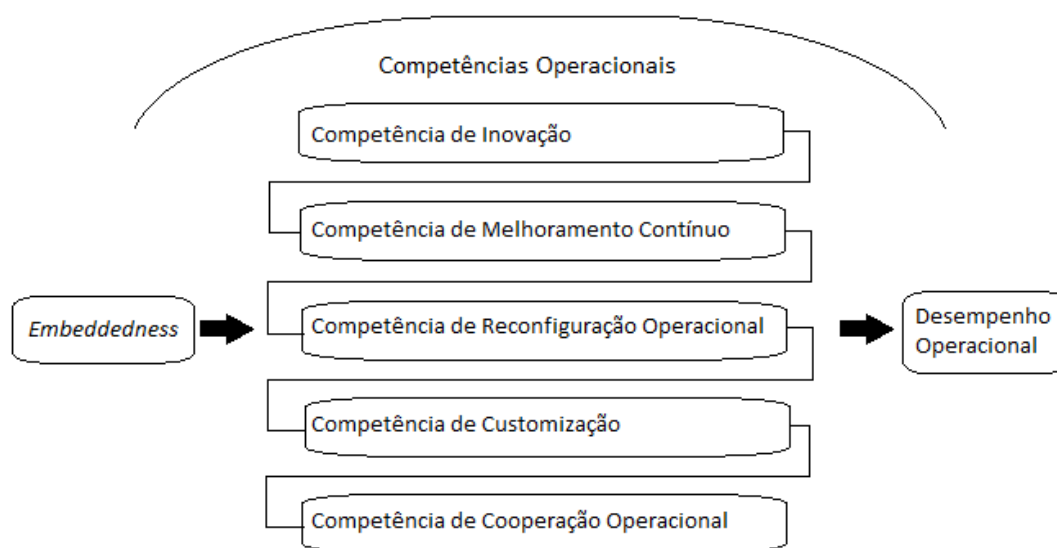 Competências Operacionais
Competência de Inovação
Competência de Melhoramento Contínuo
Embeddedness
Competência de Reconfiguração Operacional
Desempenho
Operacional
Competência de Customização
Competência de Cooperação Operacional